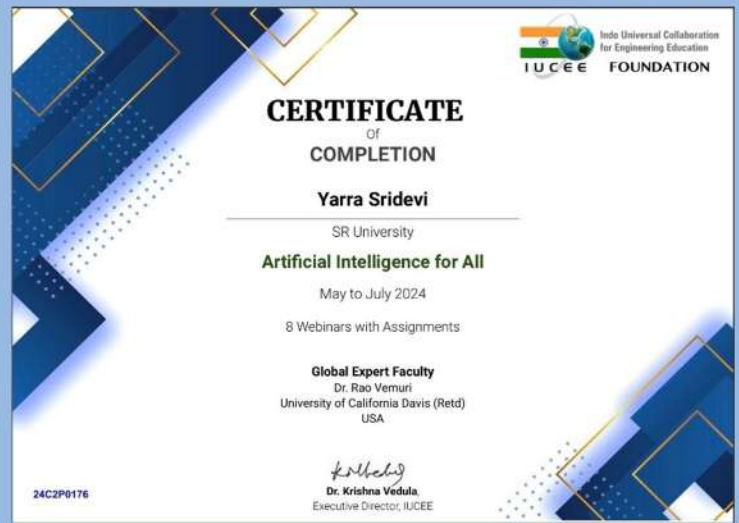 Indo Universal Collaboration
for Engineering Education
IUCEE FOUNDATION
CERTIFICATE
Of
COMPLETION
Yarra Sridevi
SR University
Artificial Intelligence for All
May to July 2024
8 Webinars with Assignments
Global Expert Faculty
Dr. Rao Vemuri
University of California Davis (Retd)
USA
Dr. Krishna Vedula,
Executive Director, IUCEE
24C2P0176